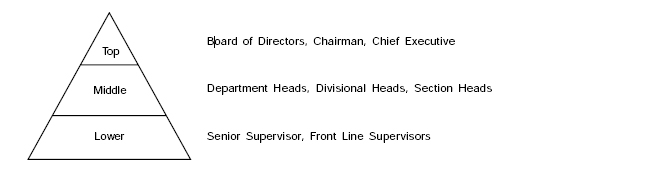 Top Board of Directors, Chairman, Chief Executive
Middle Department Heads, Divisional Heads, Section Heads
Lower Senior Supervisor, Front Line Supervisors